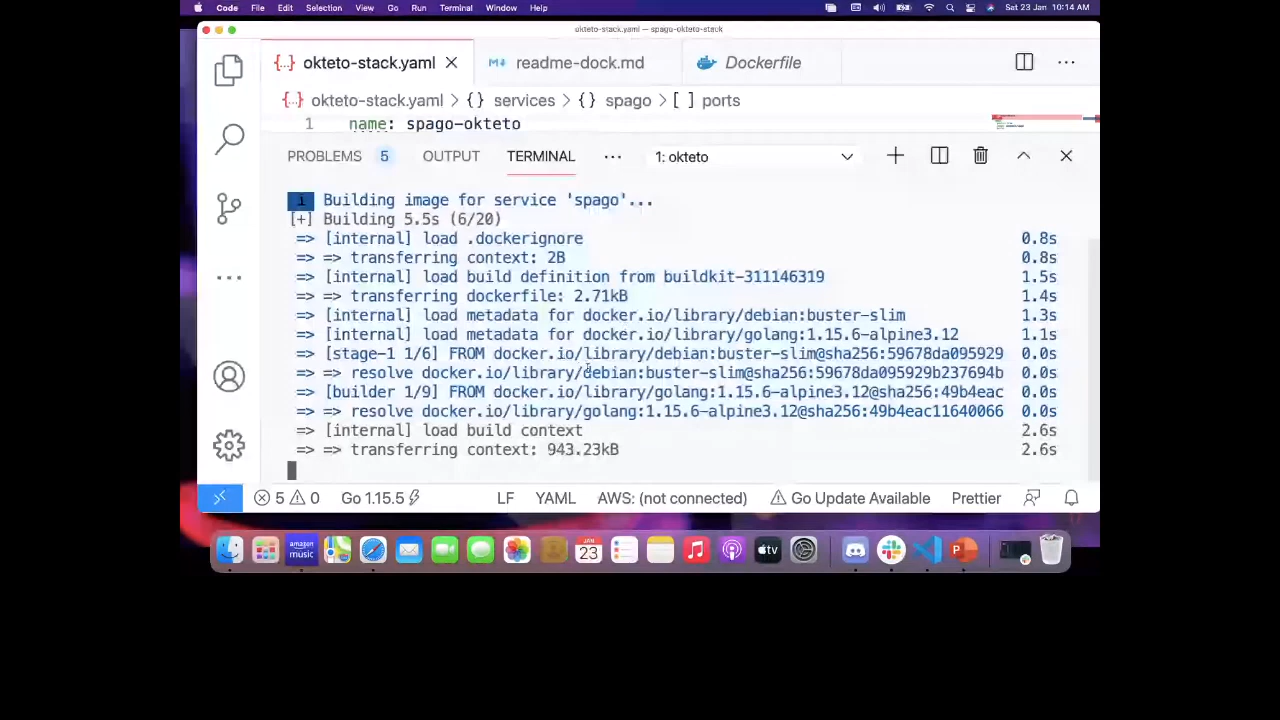 Code File Edit Selection View Go Run Terminal Window Help Sat 23 Jan 10:14 AM
okteto-stack.yaml — spago-okteto-stack
{..} okteto-stack.yaml readme-dock.md Dockerfile
{..} okteto-stack.yaml > {} services > {} spago > [ ] ports
1 name: spago-okteto
PROBLEMS 5 OUTPUT TERMINAL ... 1: okteto
i Building image for service 'spago'...
[+] Building 5.5s (6/20)
=> [internal] load .dockerignore 0.8s
=> => transferring context: 2B 0.8s
=> [internal] load build definition from buildkit-311146319 1.5s
=> => transferring dockerfile: 2.71kB 1.4s
=> [internal] load metadata for docker.io/library/debian:buster-slim 1.3s
=> [internal] load metadata for docker.io/library/golang:1.15.6-alpine3.12 1.1s
=> [stage-1 1/6] FROM docker.io/library/debian:buster-slim@sha256:59678da095929 0.0s
=> => resolve docker.io/library/debian:buster-slim@sha256:59678da095929b237694b 0.0s
=> [builder 1/9] FROM docker.io/library/golang:1.15.6-alpine3.12@sha256:49b4eac 0.0s
=> => resolve docker.io/library/golang:1.15.6-alpine3.12@sha256:49b4eac11640066 0.0s
=> [internal] load build context 2.6s
=> => transferring context: 943.23kB 2.6s
5 0 Go 1.15.5 LF YAML AWS: (not connected) Go Update Available Prettier
amazon music JAN 23 tv P